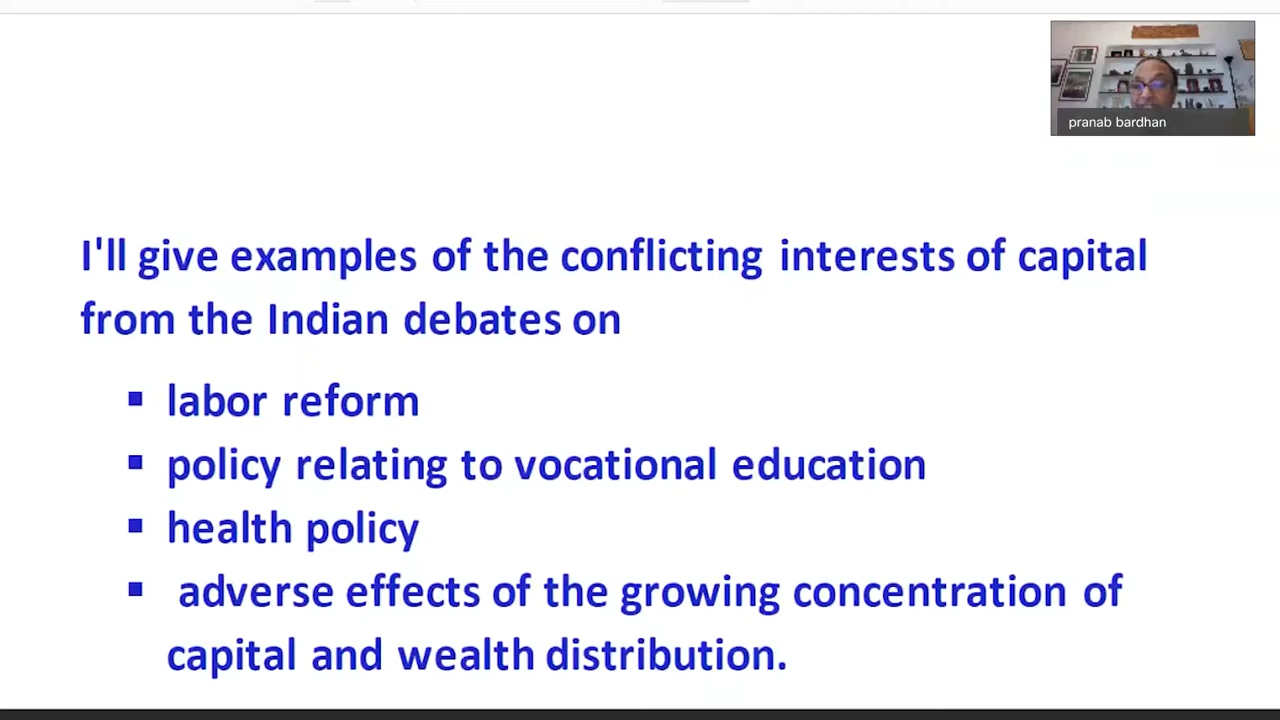 pranab bardhan
I'll give examples of the conflicting interests of capital
from the Indian debates on
▪ labor reform
▪ policy relating to vocational education
▪ health policy
▪ adverse effects of the growing concentration of
capital and wealth distribution.